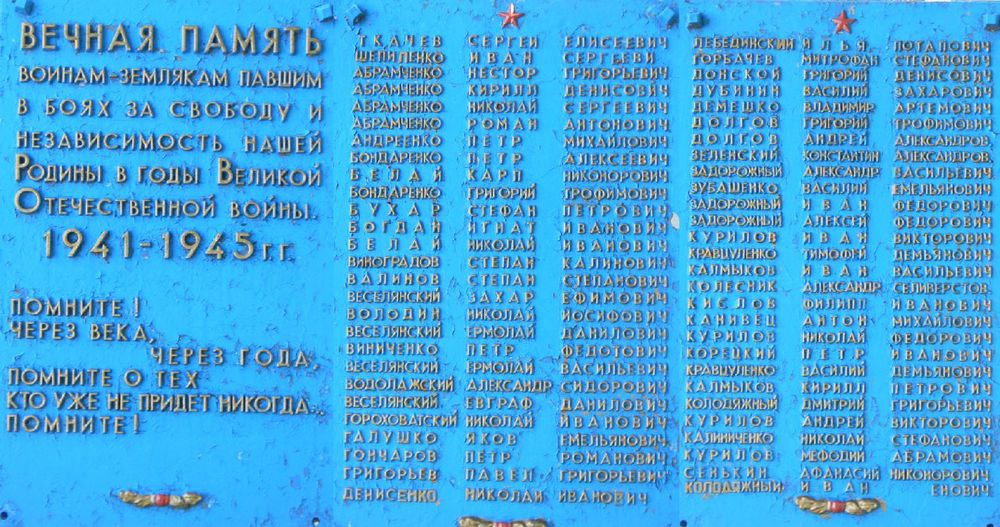 ВЕЧНАЯ ПАМЯТЬ
ВОИНАМ-ЗЕМЛЯКАМ ПАВШИМ
В БОЯХ ЗА СВОБОДУ И
НЕЗАВИСИМОСТЬ НАШЕЙ
РОДИНЫ В ГОДЫ ВЕЛИКОЙ
ОТЕЧЕСТВЕННОЙ ВОЙНЫ.
1941-1945 г.г.
ПОМНИТЕ!
ЧЕРЕЗ ВЕКА,
ЧЕРЕЗ ГОДА,
ПОМНИТЕ О ТЕХ
КТО УЖЕ НЕ ПРИДЕТ НИКОГДА...
ПОМНИТЕ!
ТКАЧЕВ СЕРГЕЙ ЕЛИСЕЕВИЧ
ШЕПИЛЕНКО ИВАН СЕРГЕЕВИ
АБРАМЧЕНКО НЕСТОР ГРИГОРЬЕВИЧ
АБРАМЧЕНКО КИРИЛЛ ДЕНИСОВИЧ
АБРАМЧЕНКО НИКОЛАЙ СЕРГЕЕВИЧ
АБРАМЧЕНКО РОМАН АНТОНОВИЧ
АНДРЕЕНКО ПЕТР МИХАЙЛОВИЧ
БОНДАРЕНКО ПЕТР АЛЕКСЕЕВИЧ
БЕЛАЙ КАРП НИКОНОРОВИЧ
БОНДАРЕНКО ГРИГОРИЙ ТРОФИМОВИЧ
БУХАР СТЕФАН ПЕТРОВИЧ
БОГДАН ИГНАТ ИВАНОВИЧ
БЕЛАЙ НИКОЛАЙ ИВАНОВИЧ
ВИНОГРАДОВ СТЕПАН КАЛИНОВИЧ
ВАЛИНОВ СТЕПАН СТЕПАНОВИЧ
ВЕСЕЛЯНСКИЙ ЗАХАР ЕФИМОВИЧ
ВОЛОДИН НИКОЛАЙ ИОСИФОВИЧ
ВЕСЕЛЯНСКИЙ ЕРМОЛАЙ ДАНИЛОВИЧ
ВИНИЧЕНКО ПЕТР ФЕДОТОВИЧ
ВЕСЕЛЯНСКИЙ ЕРМОЛАЙ ВАСИЛЬЕВИЧ
ВОДОЛАЖСКИЙ АЛЕКСАНДР СИДОРОВИЧ
ВЕСЕЛЯНСКИЙ ЕВГРАФ ДАНИЛОВИЧ
ГОРОХОВАТСКИЙ НИКОЛАЙ ИВАНОВИЧ
ГАЛУШКО ЯКОВ ЕМЕЛЬЯНОВИЧ
ГОНЧАРОВ ПЕТР РОМАНОВИЧ
ГРИГОРЬЕВ ПАВЕЛ ГРИГОРЬЕВИЧ
ДЕНИСЕНКО НИКОЛАЙ ИВАНОВИЧ
ЛЕБЕДИНСКИЙ ИЛЬЯ ПОТАПОВИЧ
ГОРБАЧЕВ МИТРОФАН СТЕФАНОВИЧ
ДОНСКОЙ ГРИГОРИЙ ДЕНИСОВИЧ
ДУБИНИН ВАСИЛИЙ ЗАХАРОВИЧ
ДЕМЕШКО ВЛАДИМИР АРТЕМОВИЧ
ДОЛГОВ ГРИГОРИЙ ТРОФИМОВИЧ
ДОЛГОВ АНДРЕЙ АЛЕКСАНДРОВ.
ЗЕЛЕНСКИЙ КОНСТАНТИН АЛЕКСАНДРОВ.
ЗАДОРОЖНЫЙ АЛЕКСАНДР ВАСИЛЬЕВИЧ
ЗУБАШЕНКО ВАСИЛИЙ ЕМЕЛЬЯНОВИЧ
ЗАДОРОЖНЫЙ ИВАН ФЕДОРОВИЧ
ЗАДОРОЖНЫЙ АЛЕКСЕЙ ФЕДОРОВИЧ
КУРИЛОВ ИВАН ВИКТОРОВИЧ
КРАВЦУЛЕНКО ТИМОФЕЙ ДЕМЬЯНОВИЧ
КАЛМЫКОВ ИВАН ВАСИЛЬЕВИЧ
КОЛЕСНИК АЛЕКСАНДР СЕЛИВЕРСТОВ.
КИСЛОВ ФИЛИПП ИВАНОВИЧ
КАНИВЕЦ АНТОН МИХАЙЛОВИЧ
КУРИЛОВ НИКОЛАЙ ФЕДОРОВИЧ
КОРЕЦКИЙ ПЕТР ИВАНОВИЧ
КРАВЦУЛЕНКО ВАСИЛИЙ ДЕМЬЯНОВИЧ
КАЛМЫКОВ КИРИЛЛ ПЕТРОВИЧ
КОЛОДЯЖНЫЙ ДМИТРИЙ ГРИГОРЬЕВИЧ
КУРИЛОВ АНДРЕЙ ВИКТОРОВИЧ
КАЛИНИЧЕНКО НИКОЛАЙ СТЕФАНОВИЧ
КУРИЛОВ МЕФОДИЙ АБРАМОВИЧ
СЕНЬКИН АФАНАСИЙ НИКОНОРОВИЧ
КОЛОДЯЖНЫЙ ИВАН ЕНОВИЧ